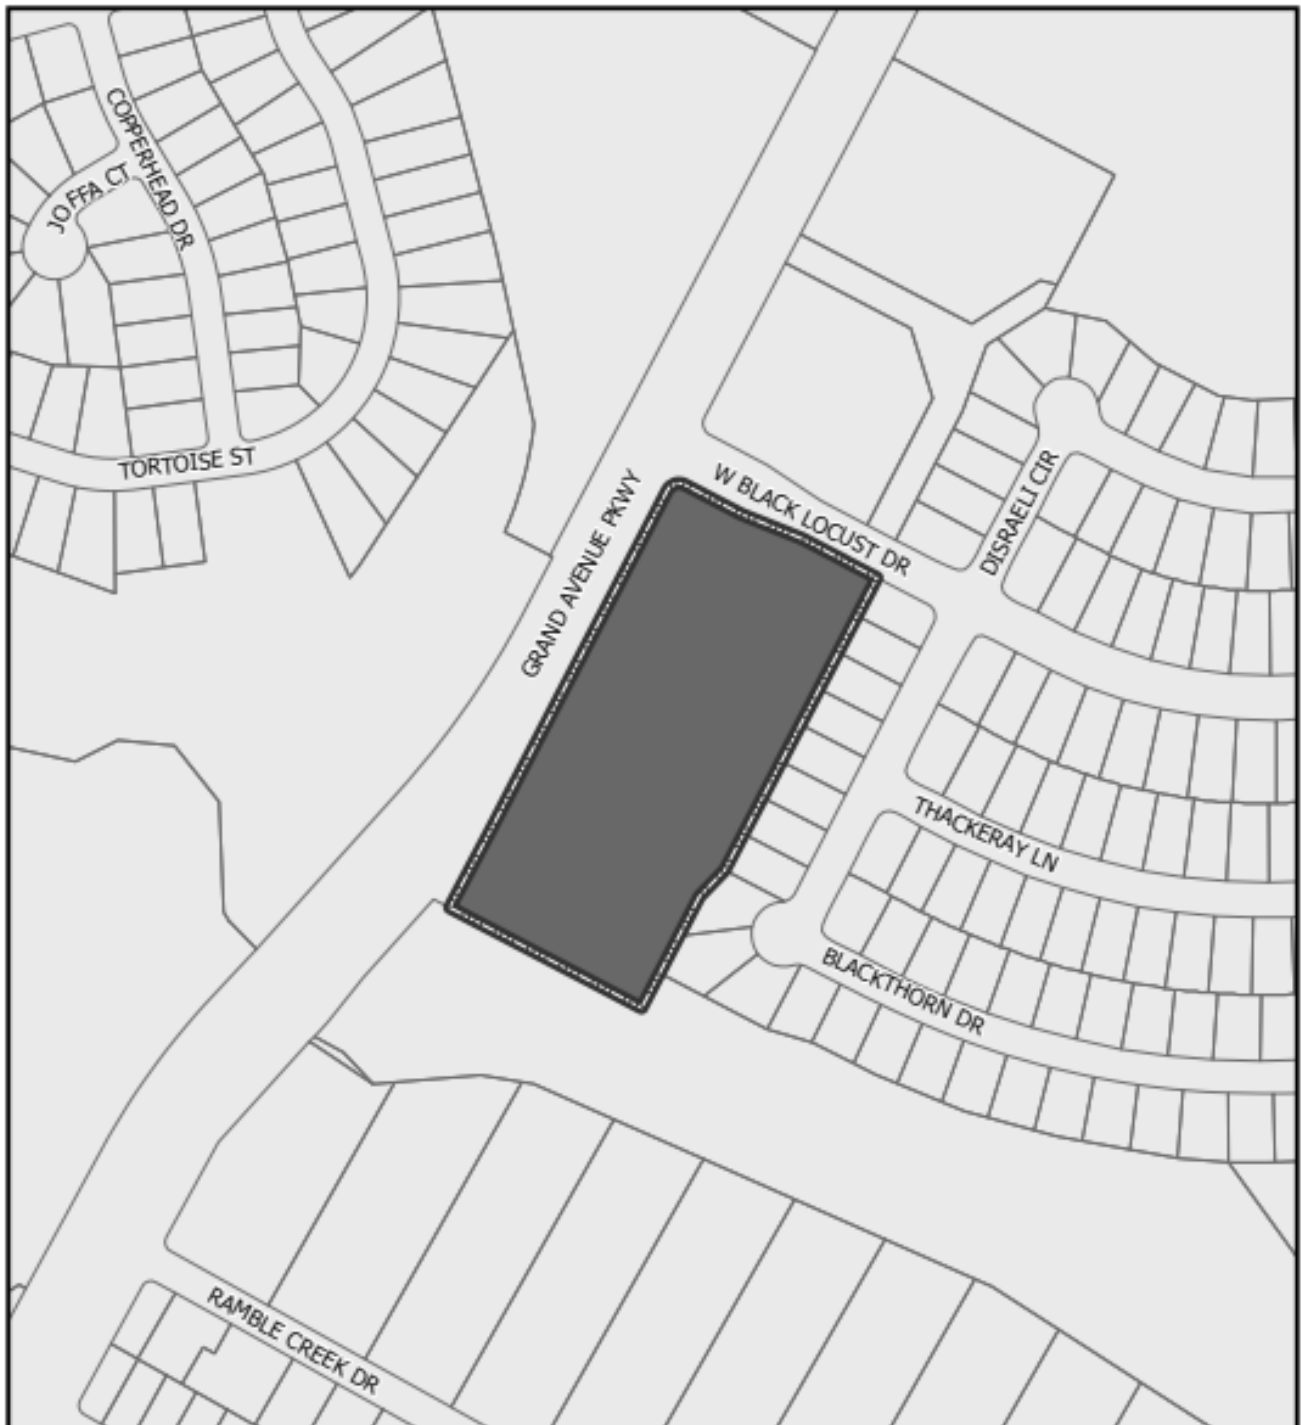 COPPERHEAD DR
JOFFA CT
TORTOISE ST
GRAND AVENUE PKWY
W BLACK LOCUST DR
DISRAELI CIR
THACKERAY LN
BLACKTHORN DR
RAMBLE CREEK DR